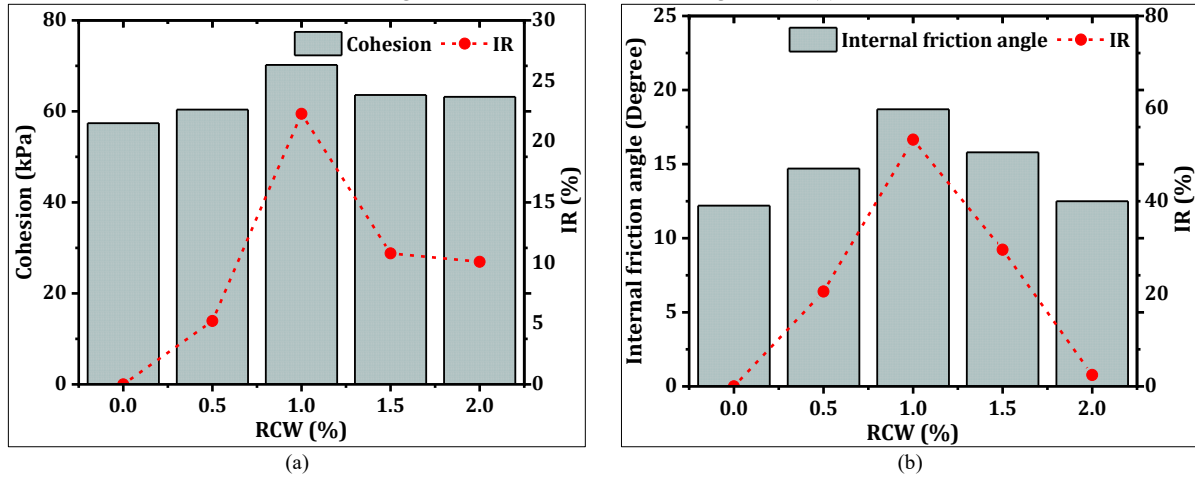 Cohesion
IR
Cohesion (kPa)
80
60
40
20
0
30
25
20
15
10
5
0
IR (%)
0.0 0.5 1.0 1.5 2.0
RCW (%)
(a)
Internal friction angle
IR
Internal friction angle (Degree)
25
20
15
10
5
0
80
60
40
20
0
IR (%)
0.0 0.5 1.0 1.5 2.0
RCW (%)
(b)